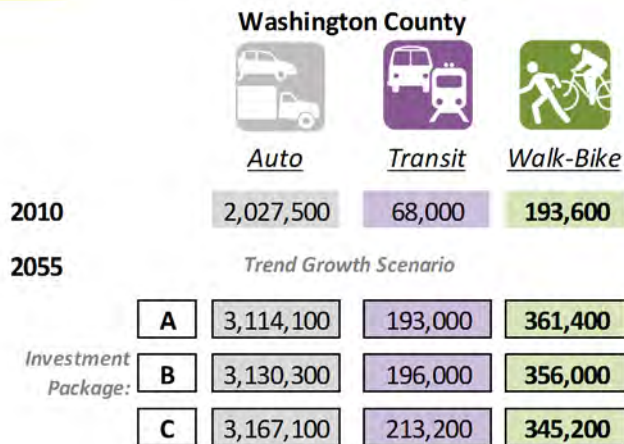 Washington County
Auto Transit Walk-Bike
2010 2,027,500 68,000 193,600
2055 Trend Growth Scenario
A 3,114,100 193,000 361,400
Investment
Package: B 3,130,300 196,000 356,000
C 3,167,100 213,200 345,200